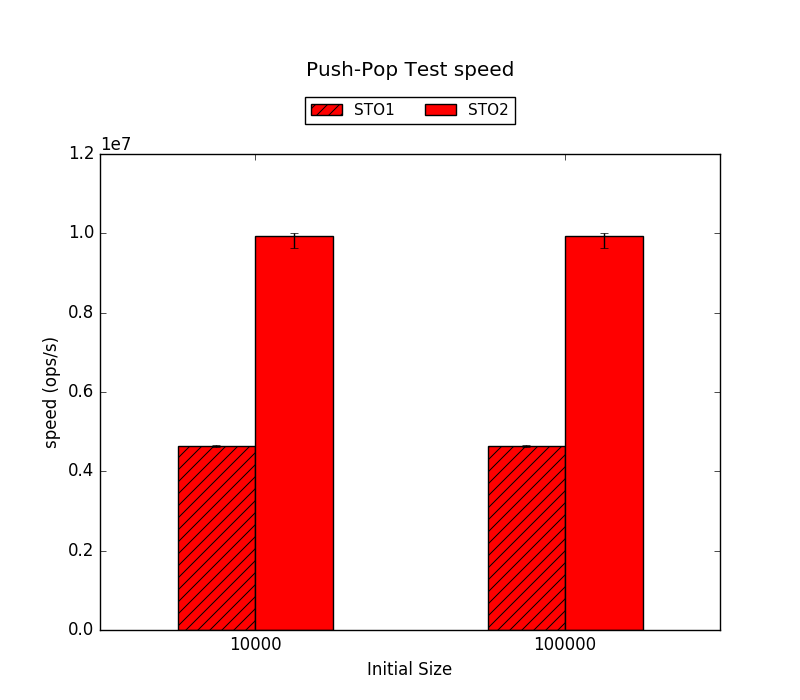 Push-Pop Test speed
STO1 STO2
1e7
1.2
1.0
0.8
0.6
0.4
0.2
0.0
speed (ops/s)
10000 100000
Initial Size